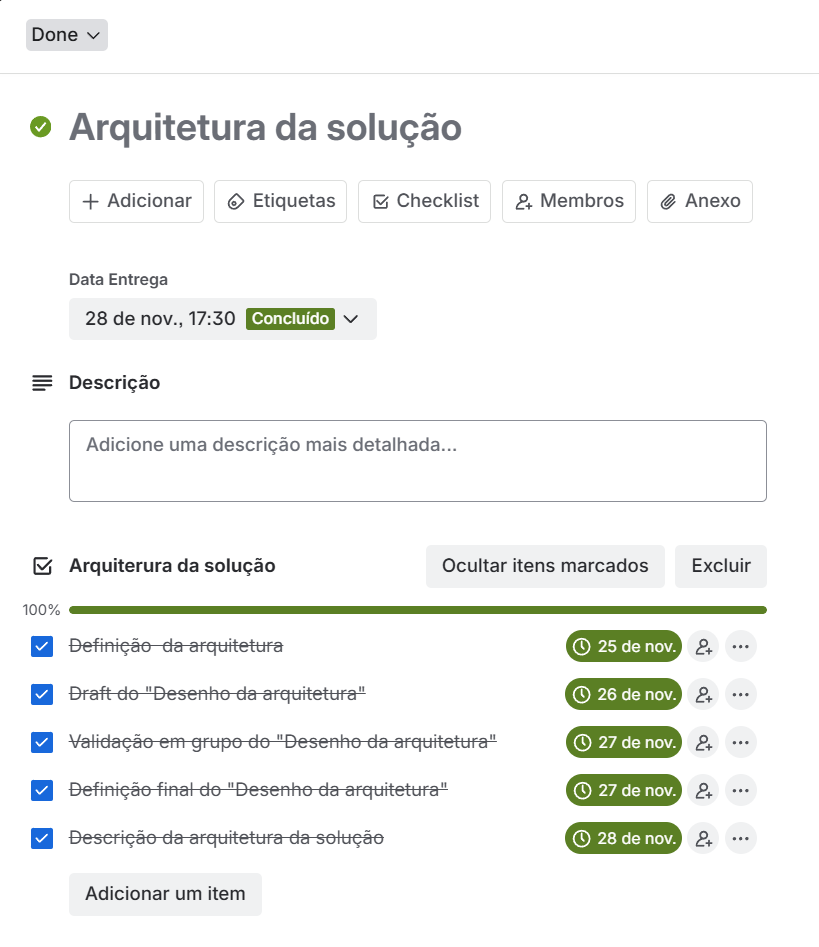 Done
Arquitetura da solução
Adicionar Etiquetas Checklist Membros Anexo
Data Entrega
28 de nov., 17:30 Concluído
Descrição
Adicione uma descrição mais detalhada...
Arquiterura da solução Ocultar itens marcados Excluir
100%
Definição  da arquitetura 25 de nov.
Draft do "Desenho da arquitetura" 26 de nov.
Validação em grupo do "Desenho da arquitetura" 27 de nov.
Definição final do "Desenho da arquitetura" 27 de nov.
Descrição da arquitetura da solução 28 de nov.
Adicionar um item